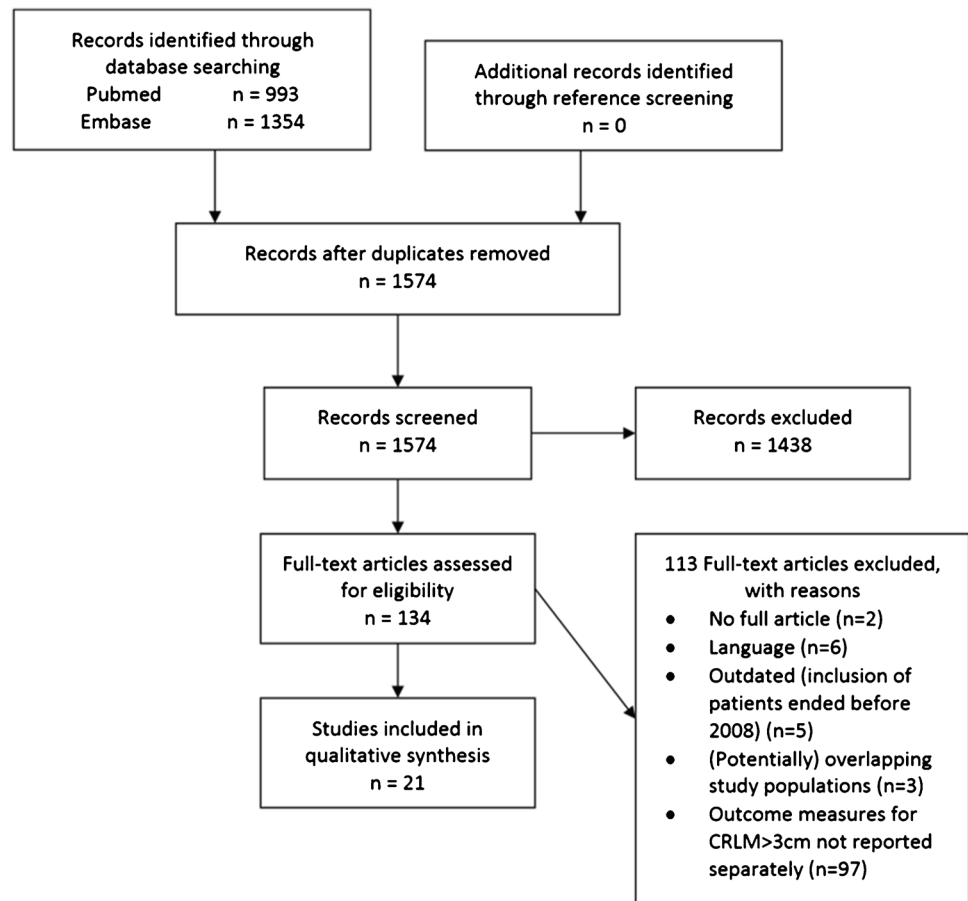 Records identified through
database searching
Pubmed n = 993
Embase n = 1354
Additional records identified
through reference screening
n = 0
Records after duplicates removed
n = 1574
Records screened
n = 1574
Records excluded
n = 1438
Full-text articles assessed
for eligibility
n = 134
113 Full-text articles excluded,
with reasons
● No full article (n=2)
● Language (n=6)
● Outdated (inclusion of
patients ended before
2008) (n=5)
● (Potentially) overlapping
study populations (n=3)
● Outcome measures for
CRLM>3cm not reported
separately (n=97)
Studies included in
qualitative synthesis
n = 21